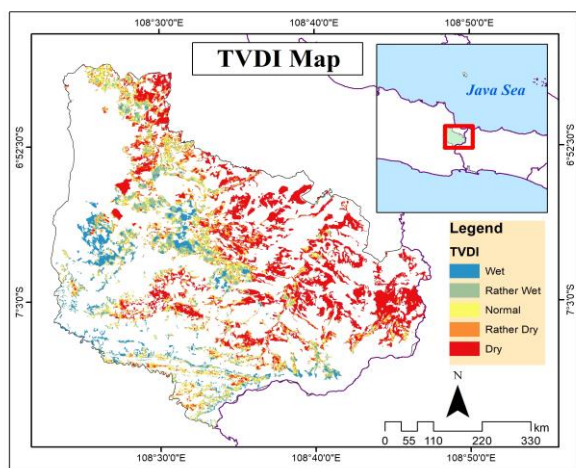 108°30'0"E
108°40'0"E
108°50'0"E
TVDI Map
Java Sea
6°52'30"S
6°52'30"S
Legend
TVDI
Wet
Rather Wet
Normal
Rather Dry
Dry
7°3'0"S
7°3'0"S
N
km
0 55 110 220 330
108°30'0"E
108°40'0"E
108°50'0"E